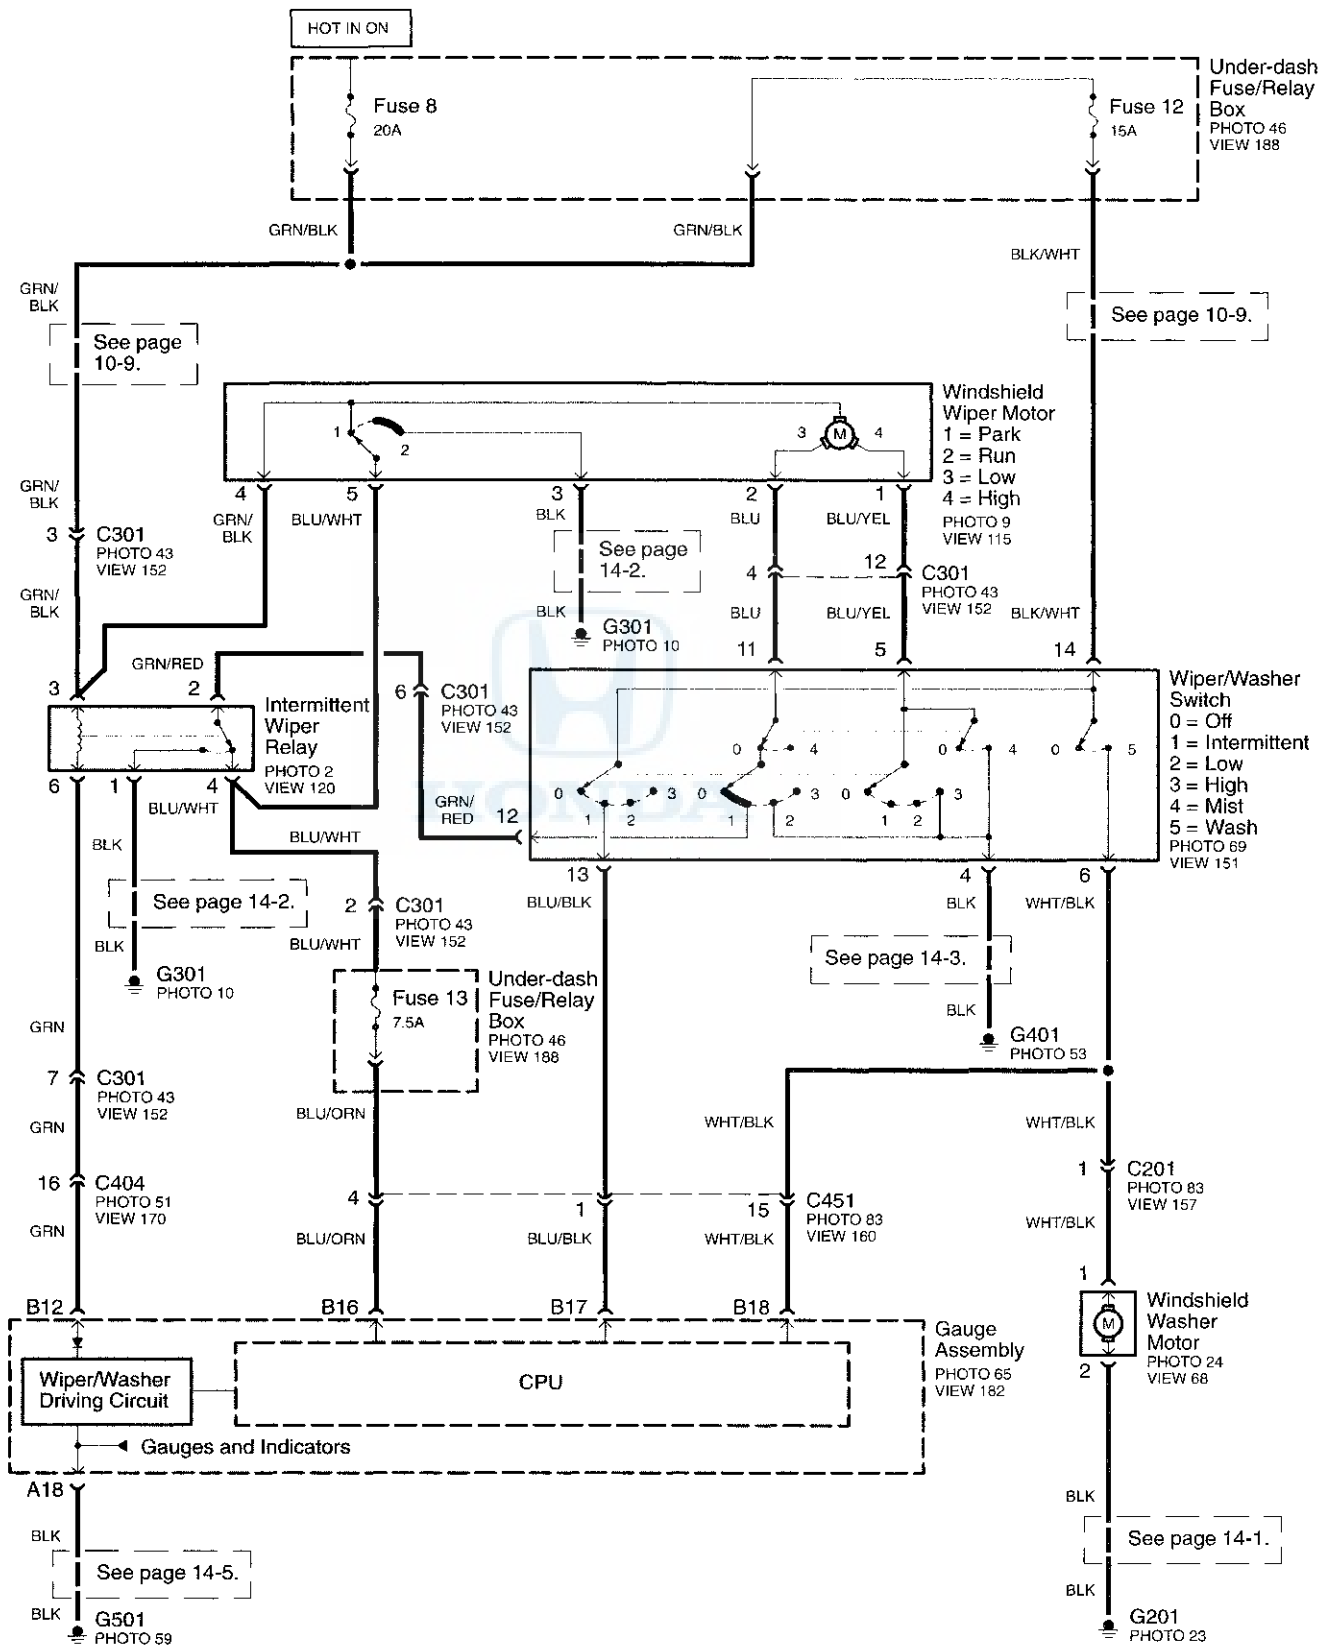 HOT IN ON
Fuse 8
20A
Fuse 12
15A
Under-dash
Fuse/Relay
Box
PHOTO 46
VIEW 188
GRN/BLK
GRN/BLK
BLK/WHT
GRN/
BLK
See page
10-9.
See page 10-9.
Windshield
Wiper Motor
1 = Park
2 = Run
3 = Low
4 = High
PHOTO 9
VIEW 115
1
2
3
M
4
4
5
3
2
1
GRN/
BLK
GRN/
BLK
BLU/WHT
BLK
BLU
BLU/YEL
3
C301
PHOTO 43
VIEW 152
See page
14-2.
4
12
C301
PHOTO 43
VIEW 152
GRN/
BLK
BLK
BLU
BLU/YEL
BLK/WHT
G301
PHOTO 10
11
5
14
GRN/RED
3
2
6
C301
PHOTO 43
VIEW 152
Intermittent
Wiper
Relay
PHOTO 2
VIEW 120
Wiper/Washer
Switch
0 = Off
1 = Intermittent
2 = Low
3 = High
4 = Mist
5 = Wash
PHOTO 69
VIEW 151
0
4
0
4
0
5
0
3
0
3
0
3
1
2
1
2
1
2
HONDA
6
1
4
BLU/WHT
GRN/
RED
12
BLK
BLU/WHT
13
4
6
BLU/BLK
BLK
WHT/BLK
See page 14-2.
2
C301
PHOTO 43
VIEW 152
BLK
BLU/WHT
See page 14-3.
G301
PHOTO 10
Fuse 13
7.5A
Under-dash
Fuse/Relay
Box
PHOTO 46
VIEW 188
BLK
GRN
G401
PHOTO 53
7
C301
PHOTO 43
VIEW 152
BLU/ORN
WHT/BLK
WHT/BLK
GRN
16
C404
PHOTO 51
VIEW 170
4
1
15
C451
PHOTO 83
VIEW 160
1
C201
PHOTO 83
VIEW 157
GRN
BLU/ORN
BLU/BLK
WHT/BLK
WHT/BLK
1
B12
B16
B17
B18
Gauge
Assembly
PHOTO 65
VIEW 182
M
Windshield
Washer
Motor
PHOTO 24
VIEW 68
2
Wiper/Washer
Driving Circuit
CPU
Gauges and Indicators
A18
BLK
BLK
See page 14-5.
See page 14-1.
BLK
BLK
G501
PHOTO 59
G201
PHOTO 23